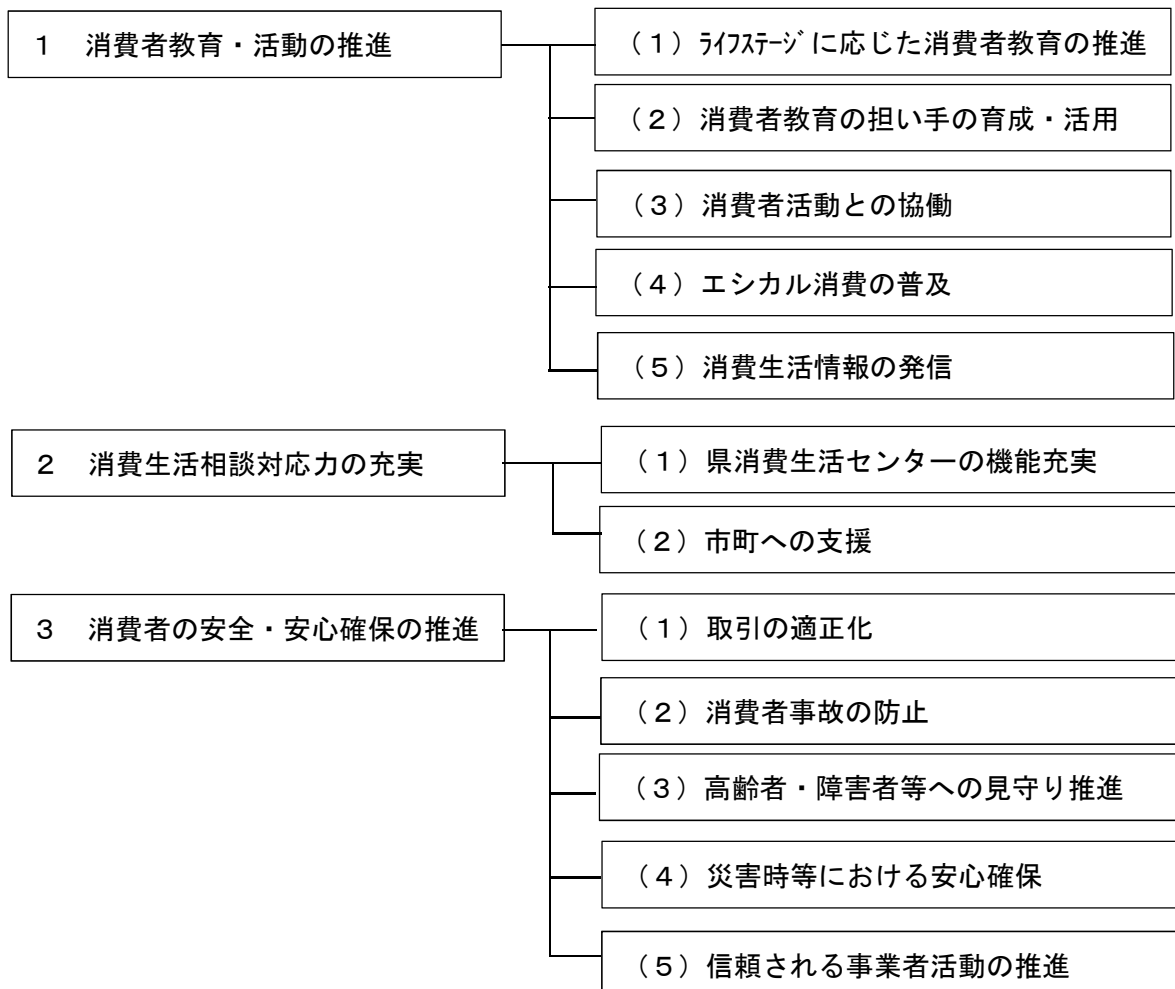 １　消費者教育・活動の推進
（１）ﾗｲﾌｽﾃｰｼﾞに応じた消費者教育の推進
（２）消費者教育の担い手の育成・活用
（３）消費者活動との協働
（４）エシカル消費の普及
（５）消費生活情報の発信
２　消費生活相談対応力の充実
（１）県消費生活センターの機能充実
（２）市町への支援
３　消費者の安全・安心確保の推進
（１）取引の適正化
（２）消費者事故の防止
（３）高齢者・障害者等への見守り推進
（４）災害時等における安心確保
（５）信頼される事業者活動の推進